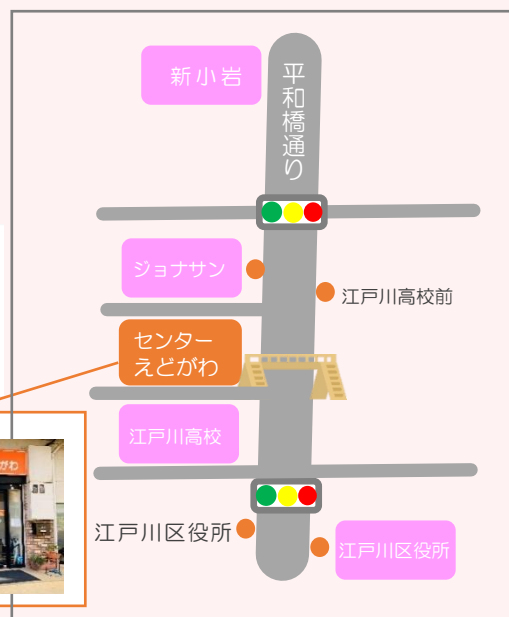 新小岩
平和橋通り
ジョナサン
江戸川高校前
センター
えどがわ
江戸川高校
がわ
江戸川区役所
江戸川区役所